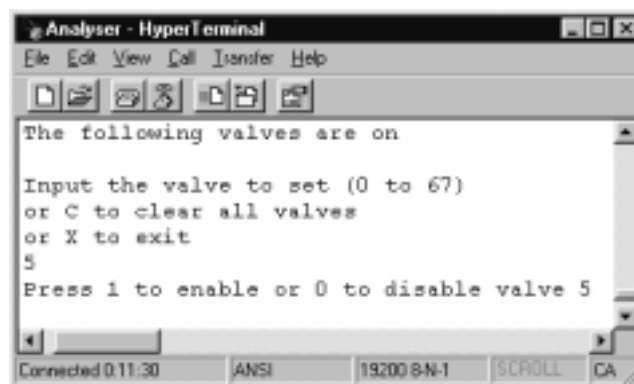 Analyser - HyperTerminal
File Edit View Call Transfer Help
The following valves are on
Input the valve to set (0 to 67)
or C to clear all valves
or X to exit
5
Press 1 to enable or 0 to disable valve 5
Connected 0:11:30 ANSI 19200 8-N-1 SCROLL CA